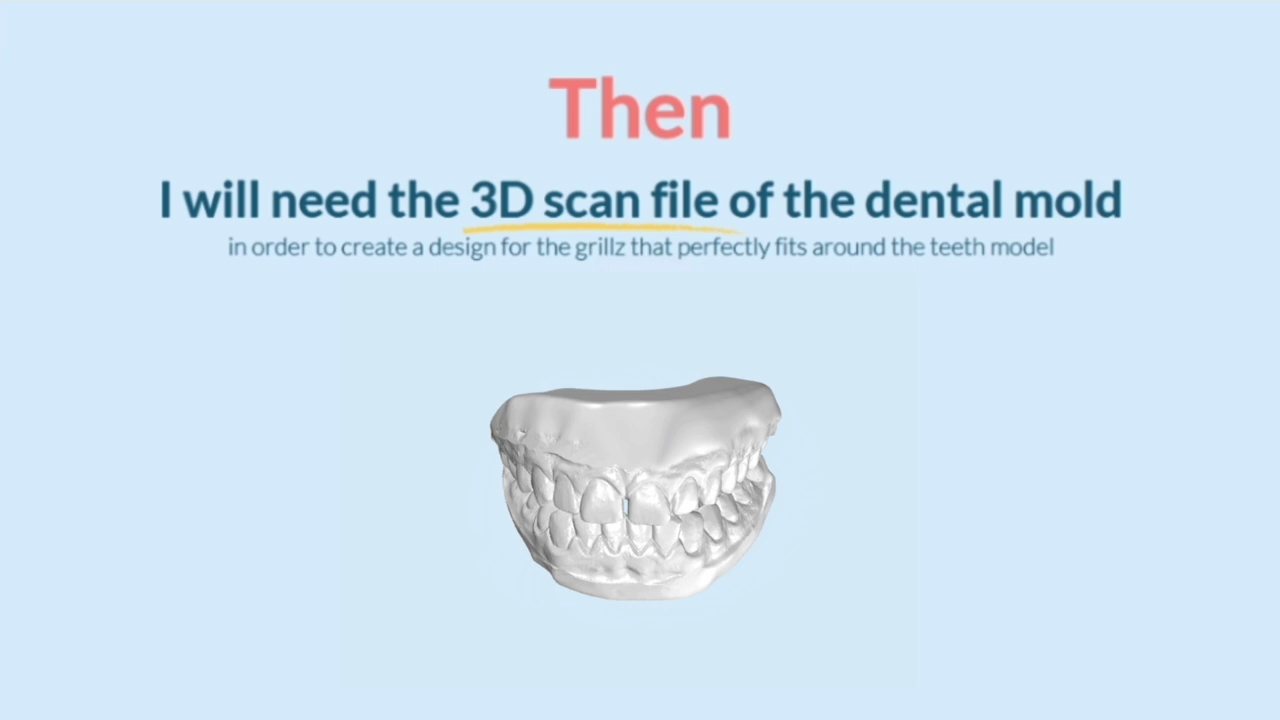 Then
I will need the 3D scan file of the dental mold
in order to create a design for the grillz that perfectly fits around the teeth model